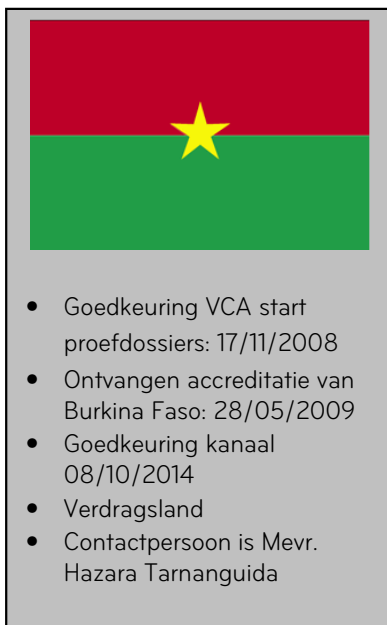 • Goedkeuring VCA start
proefdossiers: 17/11/2008
• Ontvangen accreditatie van
Burkina Faso: 28/05/2009
• Goedkeuring kanaal
08/10/2014
• Verdragsland
• Contactpersoon is Mevr.
Hazara Tarnanguida